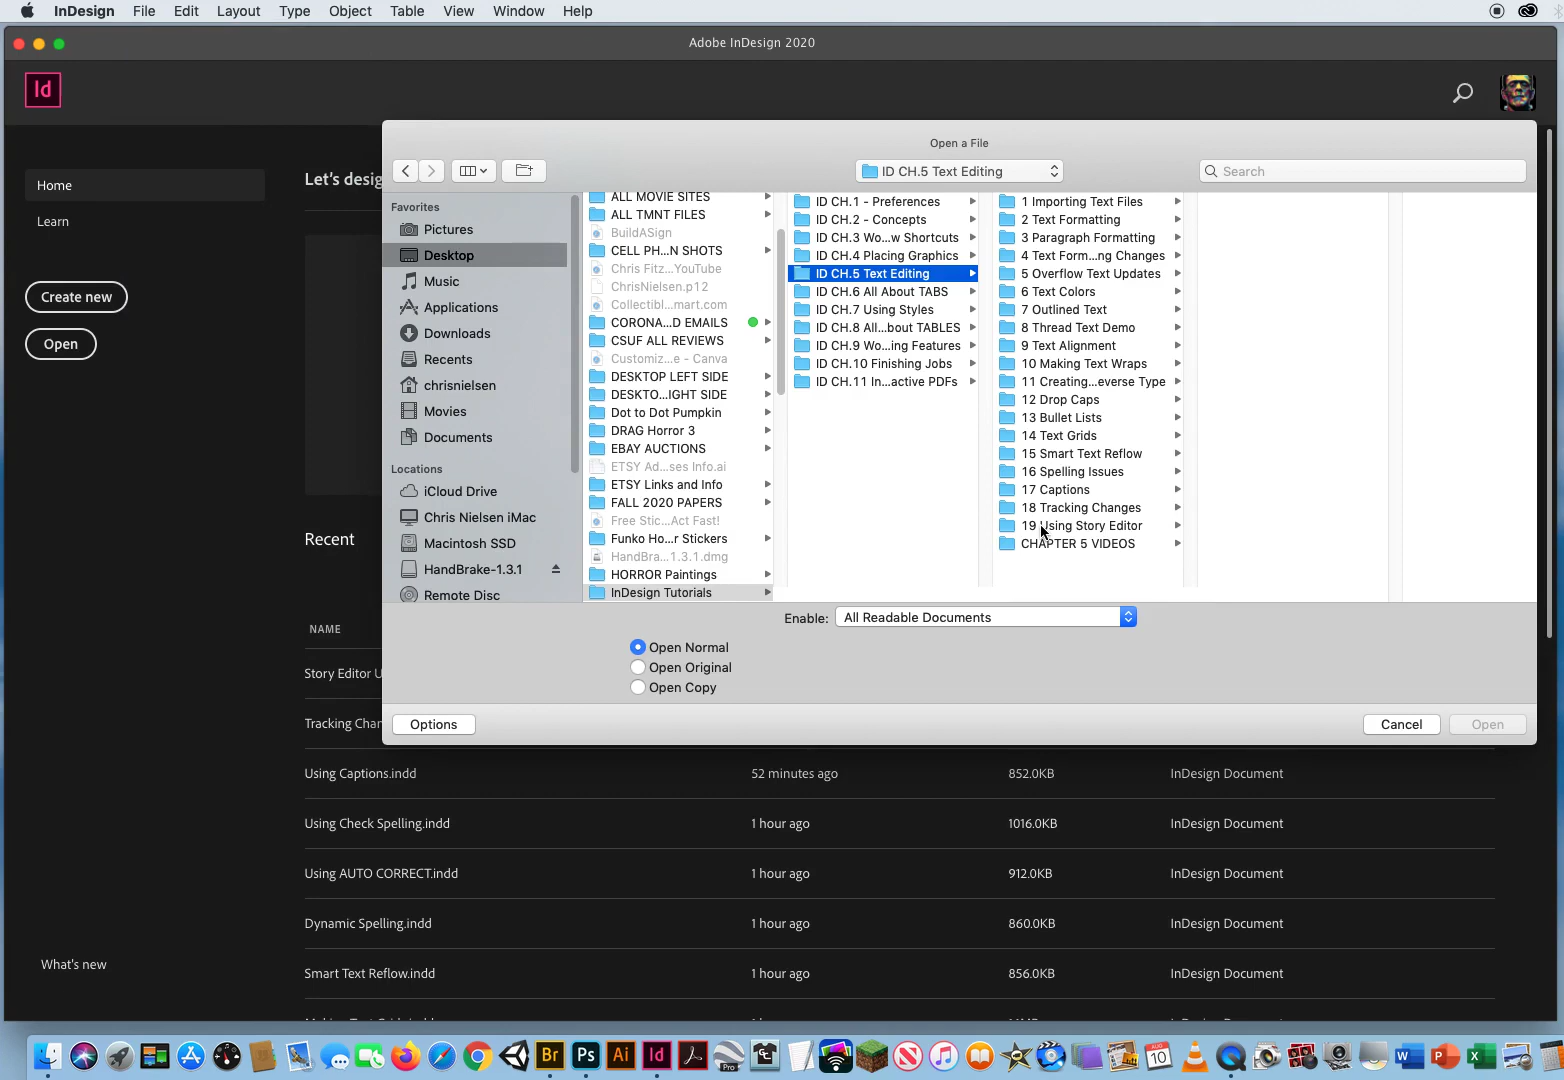 InDesign File Edit Layout Type Object Table View Window Help
Adobe InDesign 2020
Id
Home
Learn
Create new
Open
What's new
Let's desig
Recent
NAME
Story Editor U
Tracking Chan
Using Captions.indd 52 minutes ago 852.0KB InDesign Document
Using Check Spelling.indd 1 hour ago 1016.0KB InDesign Document
Using AUTO CORRECT.indd 1 hour ago 912.0KB InDesign Document
Dynamic Spelling.indd 1 hour ago 860.0KB InDesign Document
Smart Text Reflow.indd 1 hour ago 856.0KB InDesign Document
Open a File
ID CH.5 Text Editing
Search
Favorites
Pictures
Desktop
Music
Applications
Downloads
Recents
chrisnielsen
Movies
Documents
Locations
iCloud Drive
Chris Nielsen iMac
Macintosh SSD
HandBrake-1.3.1
Remote Disc
ALL MOVIE SITES
ALL TMNT FILES
BuildASign
CELL PH...N SHOTS
Chris Fitz...YouTube
ChrisNielsen.p12
Collectibl...mart.com
CORONA...D EMAILS
CSUF ALL REVIEWS
Customiz...e - Canva
DESKTOP LEFT SIDE
DESKTO...IGHT SIDE
Dot to Dot Pumpkin
DRAG Horror 3
EBAY AUCTIONS
ETSY Ad...ses Info.ai
ETSY Links and Info
FALL 2020 PAPERS
Free Stic...Act Fast!
Funko Ho...r Stickers
HandBra...1.3.1.dmg
HORROR Paintings
InDesign Tutorials
ID CH.1 - Preferences
ID CH.2 - Concepts
ID CH.3 Wo...w Shortcuts
ID CH.4 Placing Graphics
ID CH.5 Text Editing
ID CH.6 All About TABS
ID CH.7 Using Styles
ID CH.8 All...bout TABLES
ID CH.9 Wo...ing Features
ID CH.10 Finishing Jobs
ID CH.11 In...active PDFs
1 Importing Text Files
2 Text Formatting
3 Paragraph Formatting
4 Text Form...ng Changes
5 Overflow Text Updates
6 Text Colors
7 Outlined Text
8 Thread Text Demo
9 Text Alignment
10 Making Text Wraps
11 Creating...everse Type
12 Drop Caps
13 Bullet Lists
14 Text Grids
15 Smart Text Reflow
16 Spelling Issues
17 Captions
18 Tracking Changes
19 Using Story Editor
CHAPTER 5 VIDEOS
Enable: All Readable Documents
Open Normal
Open Original
Open Copy
Options
Cancel
Open
Br Ps Ai Id
Pro
AUG
10
W P X